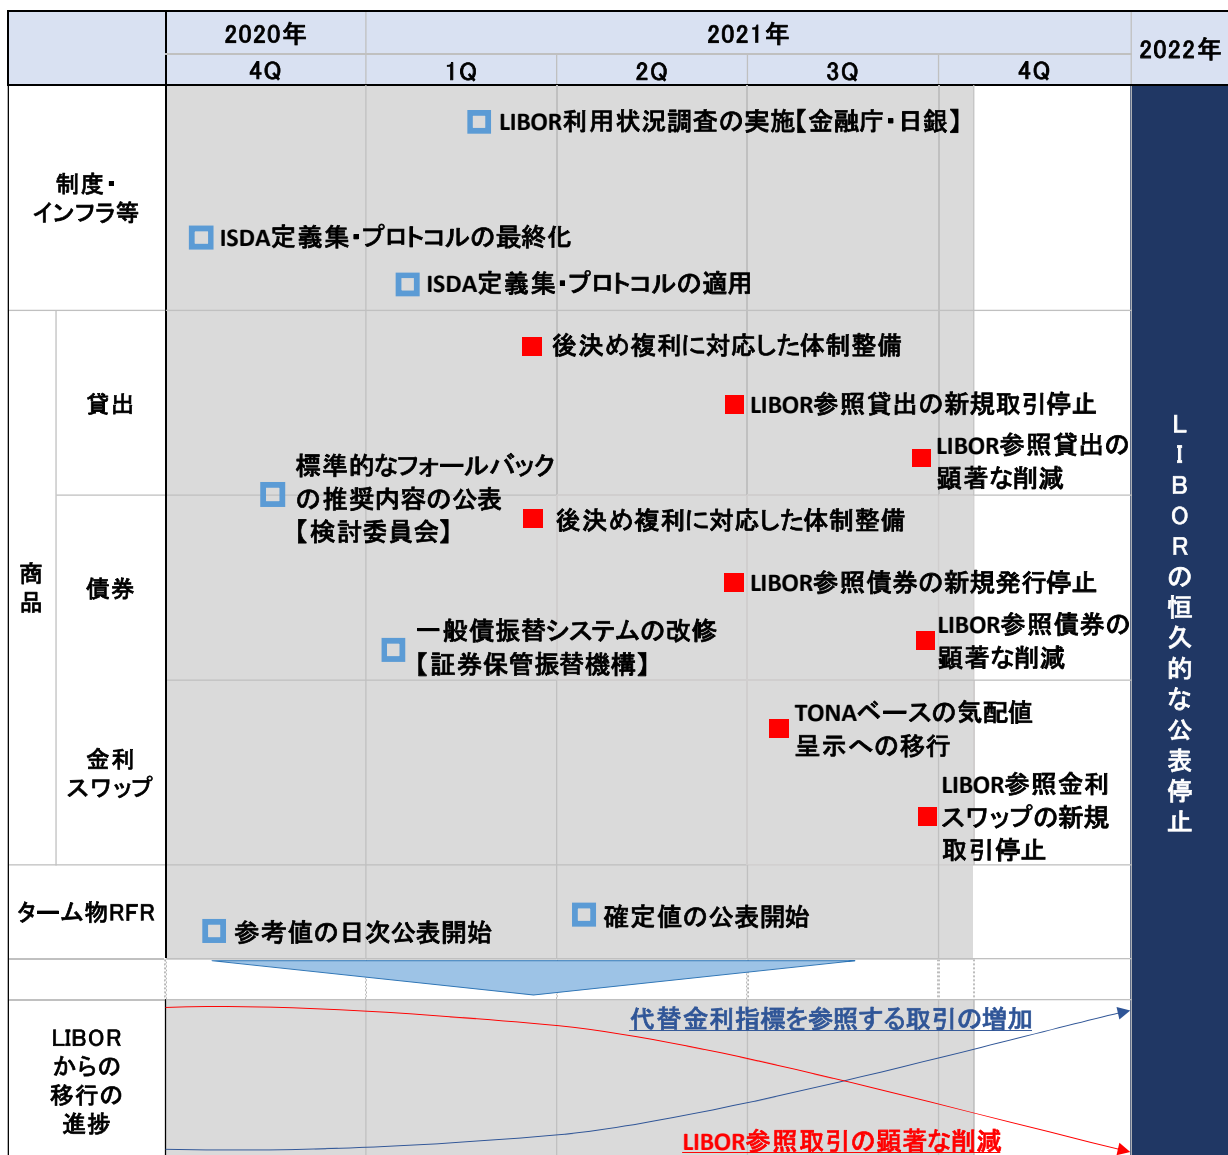 2020年
2021年
2022年
4Q
1Q
2Q
3Q
4Q
制度・
インフラ等
LIBOR利用状況調査の実施【金融庁・日銀】
ISDA定義集・プロトコルの最終化
ISDA定義集・プロトコルの適用
商品
貸出
後決め複利に対応した体制整備
LIBOR参照貸出の新規取引停止
LIBOR参照貸出の
顕著な削減
標準的なフォールバック
の推奨内容の公表
【検討委員会】
債券
後決め複利に対応した体制整備
LIBOR参照債券の新規発行停止
LIBOR参照債券の
顕著な削減
一般債振替システムの改修
【証券保管振替機構】
金利
スワップ
TONAベースの気配値
呈示への移行
LIBOR参照金利
スワップの新規
取引停止
ターム物RFR
参考値の日次公表開始
確定値の公表開始
LIBOR
からの
移行の
進捗
代替金利指標を参照する取引の増加
LIBOR参照取引の顕著な削減
LIBORの恒久的な公表停止